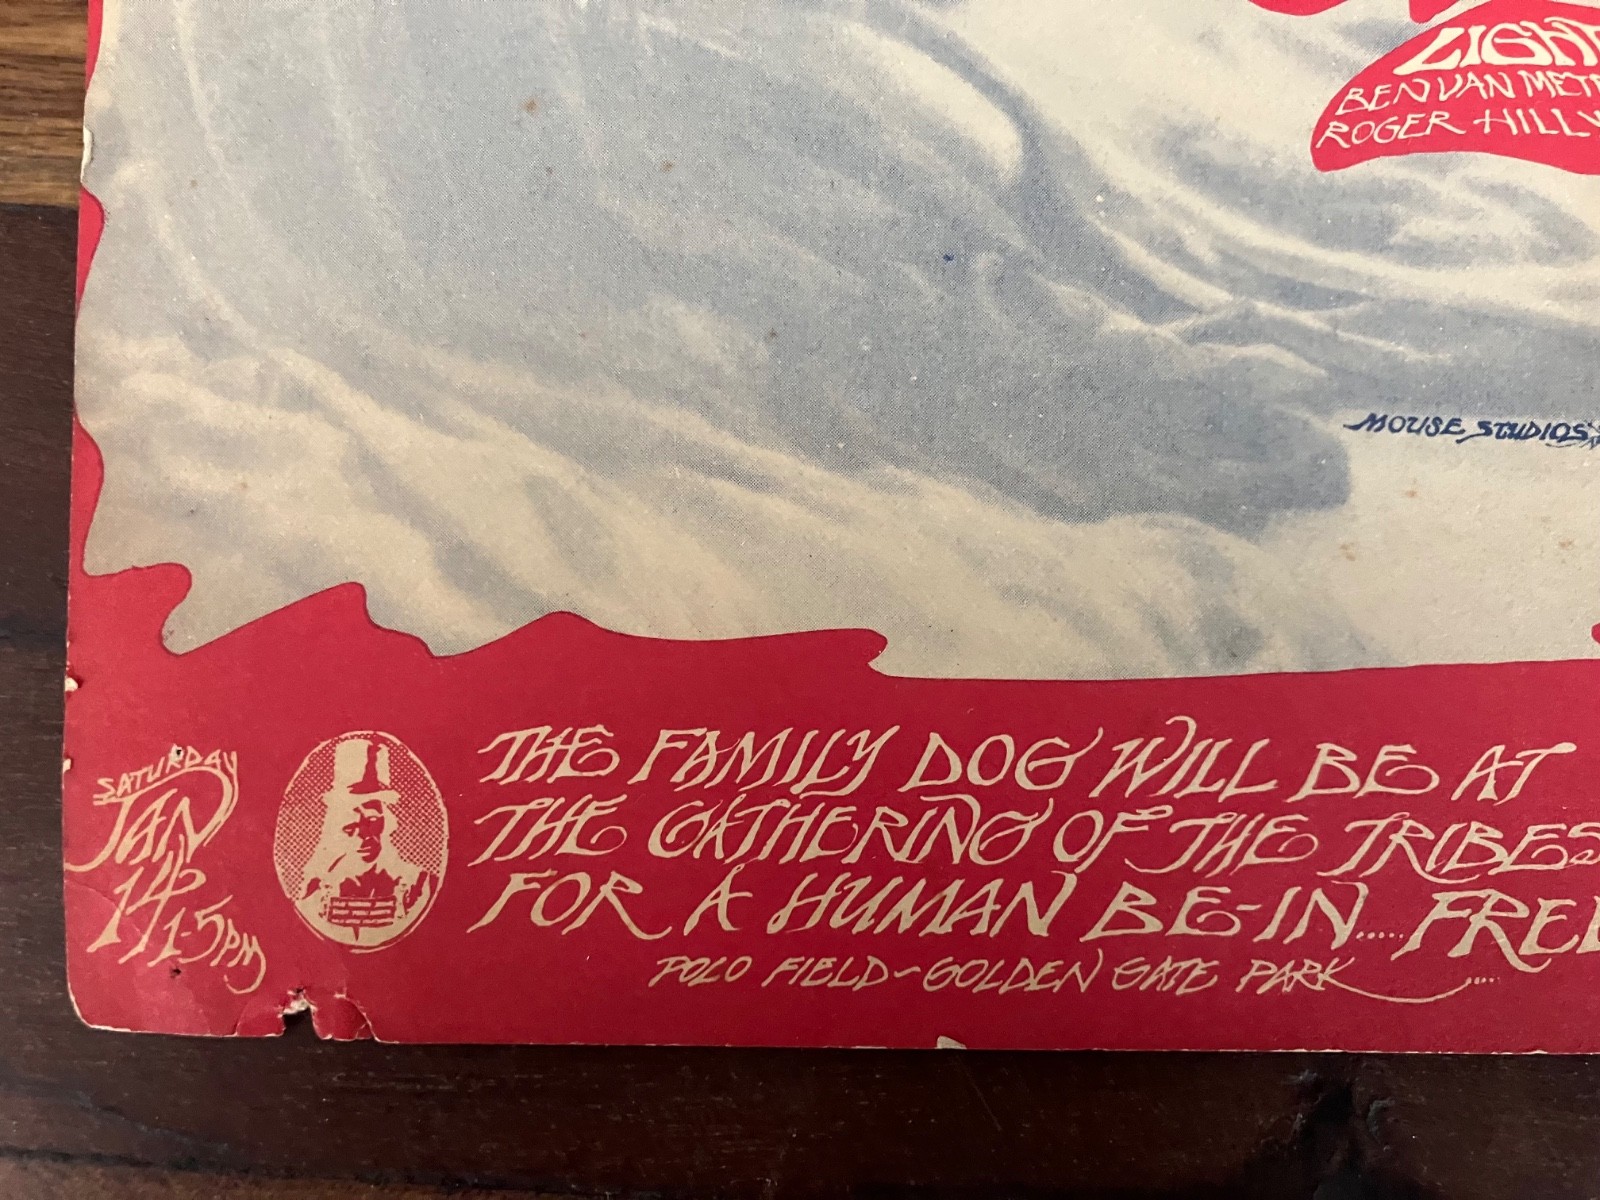 LIGHT
BEN VAN METE
ROGER HILLY
MOUSE STUDIOS
SATURDAY
JAN
14
1-5PM
THE FAMILY DOG WILL BE AT
THE GATHERING OF THE TRIBES
FOR A HUMAN BE-IN..... FREE
POLO FIELD~GOLDEN GATE PARK